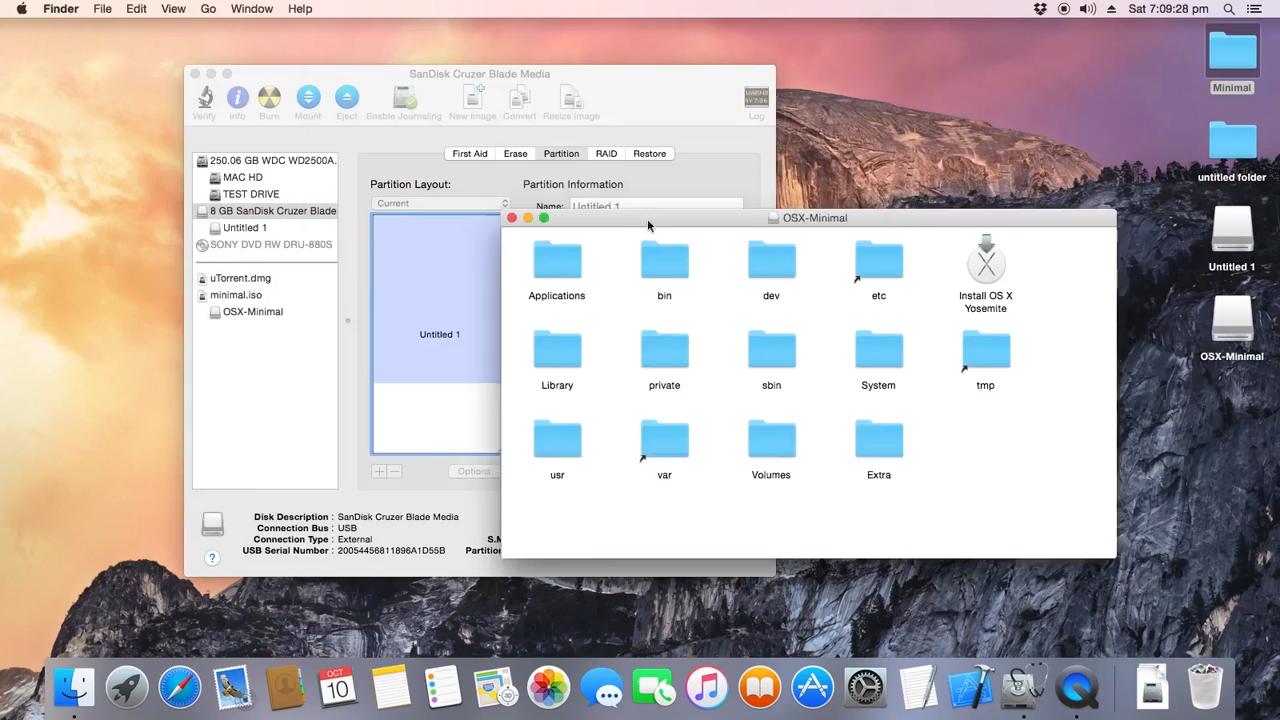 Finder File Edit View Go Window Help Sat 7:09:28 pm
SanDisk Cruzer Blade Media
Verify Info Burn Mount Eject Enable Journaling New Image Convert Resize Image Log
250.06 GB WDC WD2500A.
MAC HD
TEST DRIVE
8 GB SanDisk Cruzer Blade
Untitled 1
SONY DVD RW DRU-880S
uTorrent.dmg
minimal.iso
OSX-Minimal
First Aid Erase Partition RAID Restore
Partition Layout: Partition Information
Current
Name: Untitled 1
Untitled 1
Options...
Disk Description : SanDisk Cruzer Blade Media
Connection Bus : USB
Connection Type : External S.M
USB Serial Number : 20054456811896A1D55B Partit
?
OSX-Minimal
Applications bin dev etc Install OS X
Yosemite
Library private sbin System tmp
usr var Volumes Extra
Minimal
untitled folder
Untitled 1
OSX-Minimal
OCT
10
3D